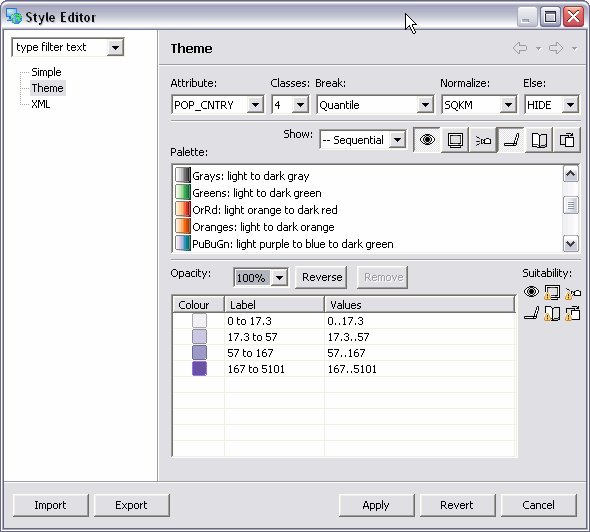 Style Editor
type filter text
Simple
Theme
XML
Theme
Attribute: Classes: Break: Normalize: Else:
POP_CNTRY 4 Quantile SQKM HIDE
Show: -- Sequential
Palette:
Grays: light to dark gray
Greens: light to dark green
OrRd: light orange to dark red
Oranges: light to dark orange
PuBuGn: light purple to blue to dark green
Opacity: 100% Reverse Remove Suitability:
Colour Label Values
0 to 17.3 0..17.3
17.3 to 57 17.3..57
57 to 167 57..167
167 to 5101 167..5101
Import Export Apply Revert Cancel